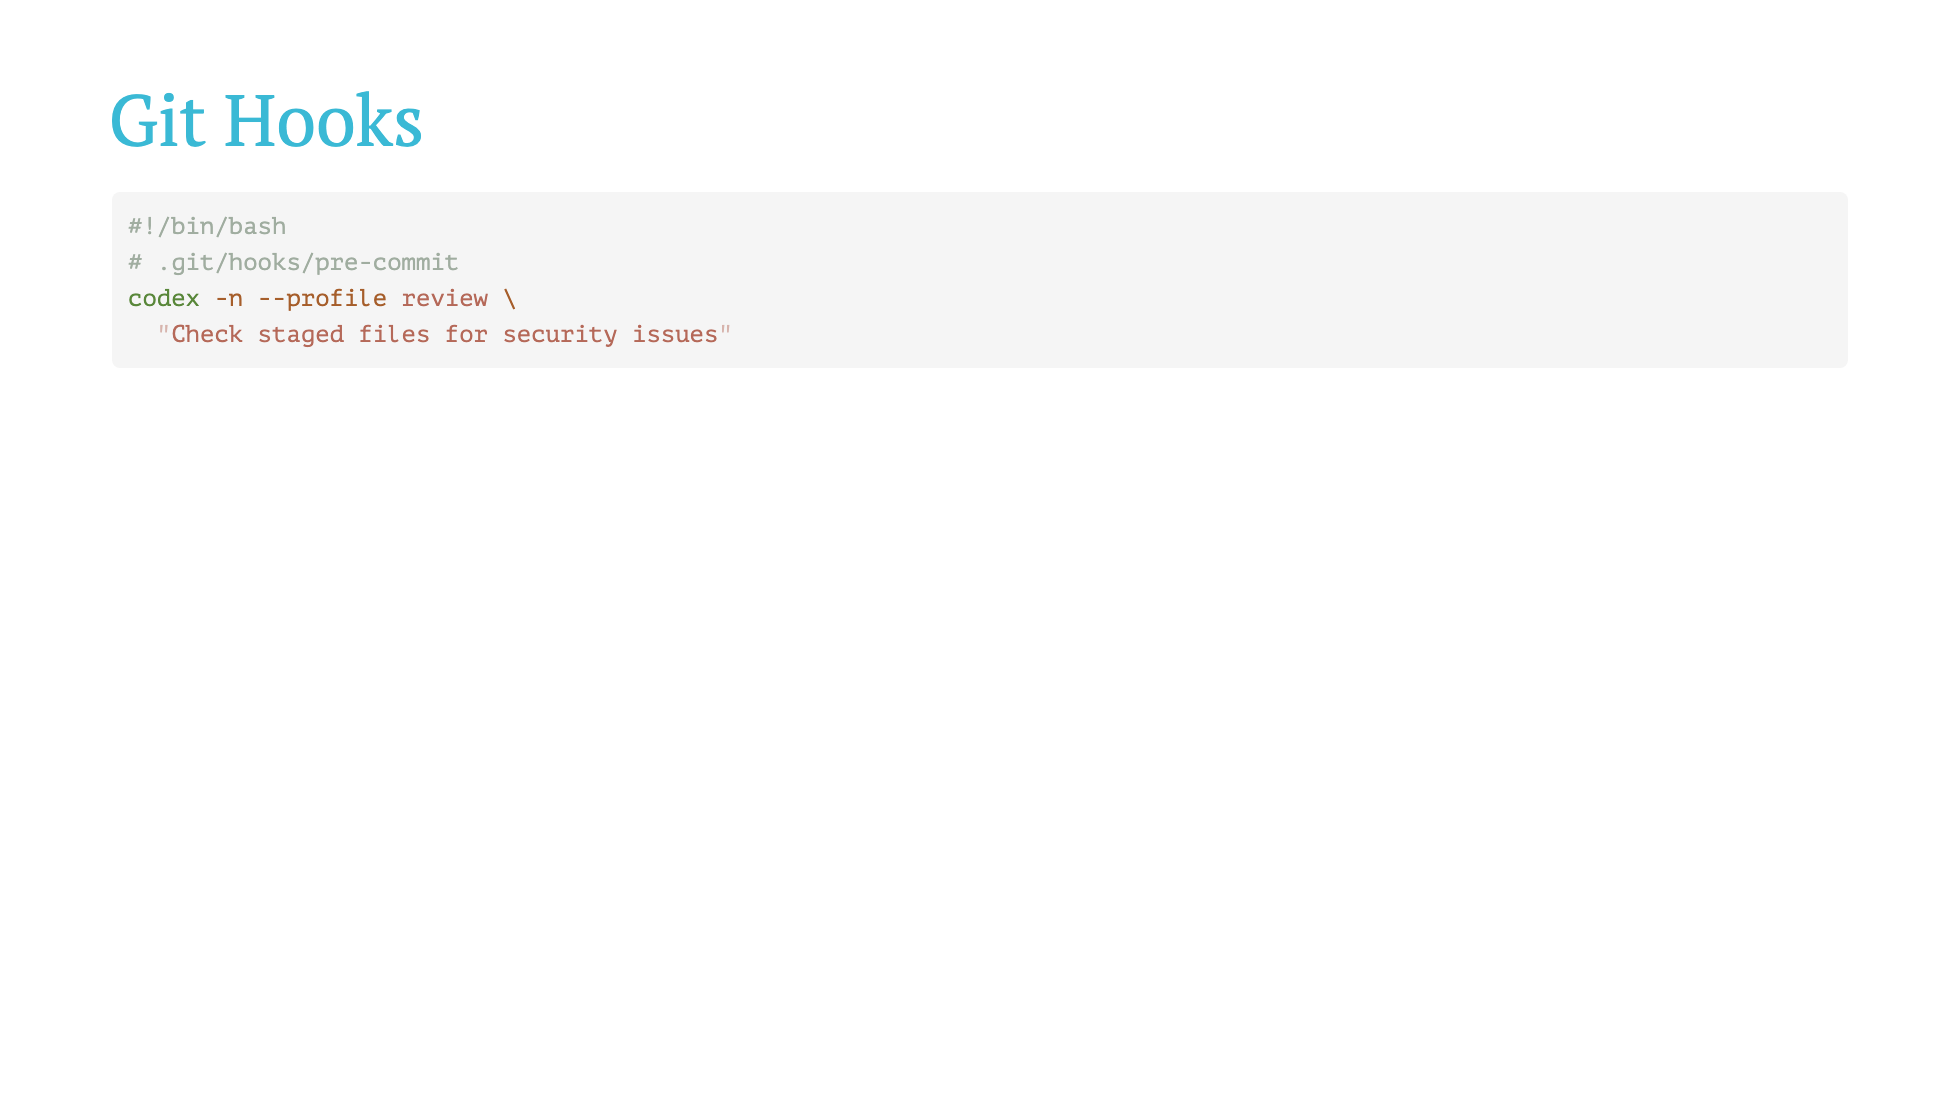 Git Hooks
#!/bin/bash
# .git/hooks/pre-commit
codex -n --profile review \
  "Check staged files for security issues"